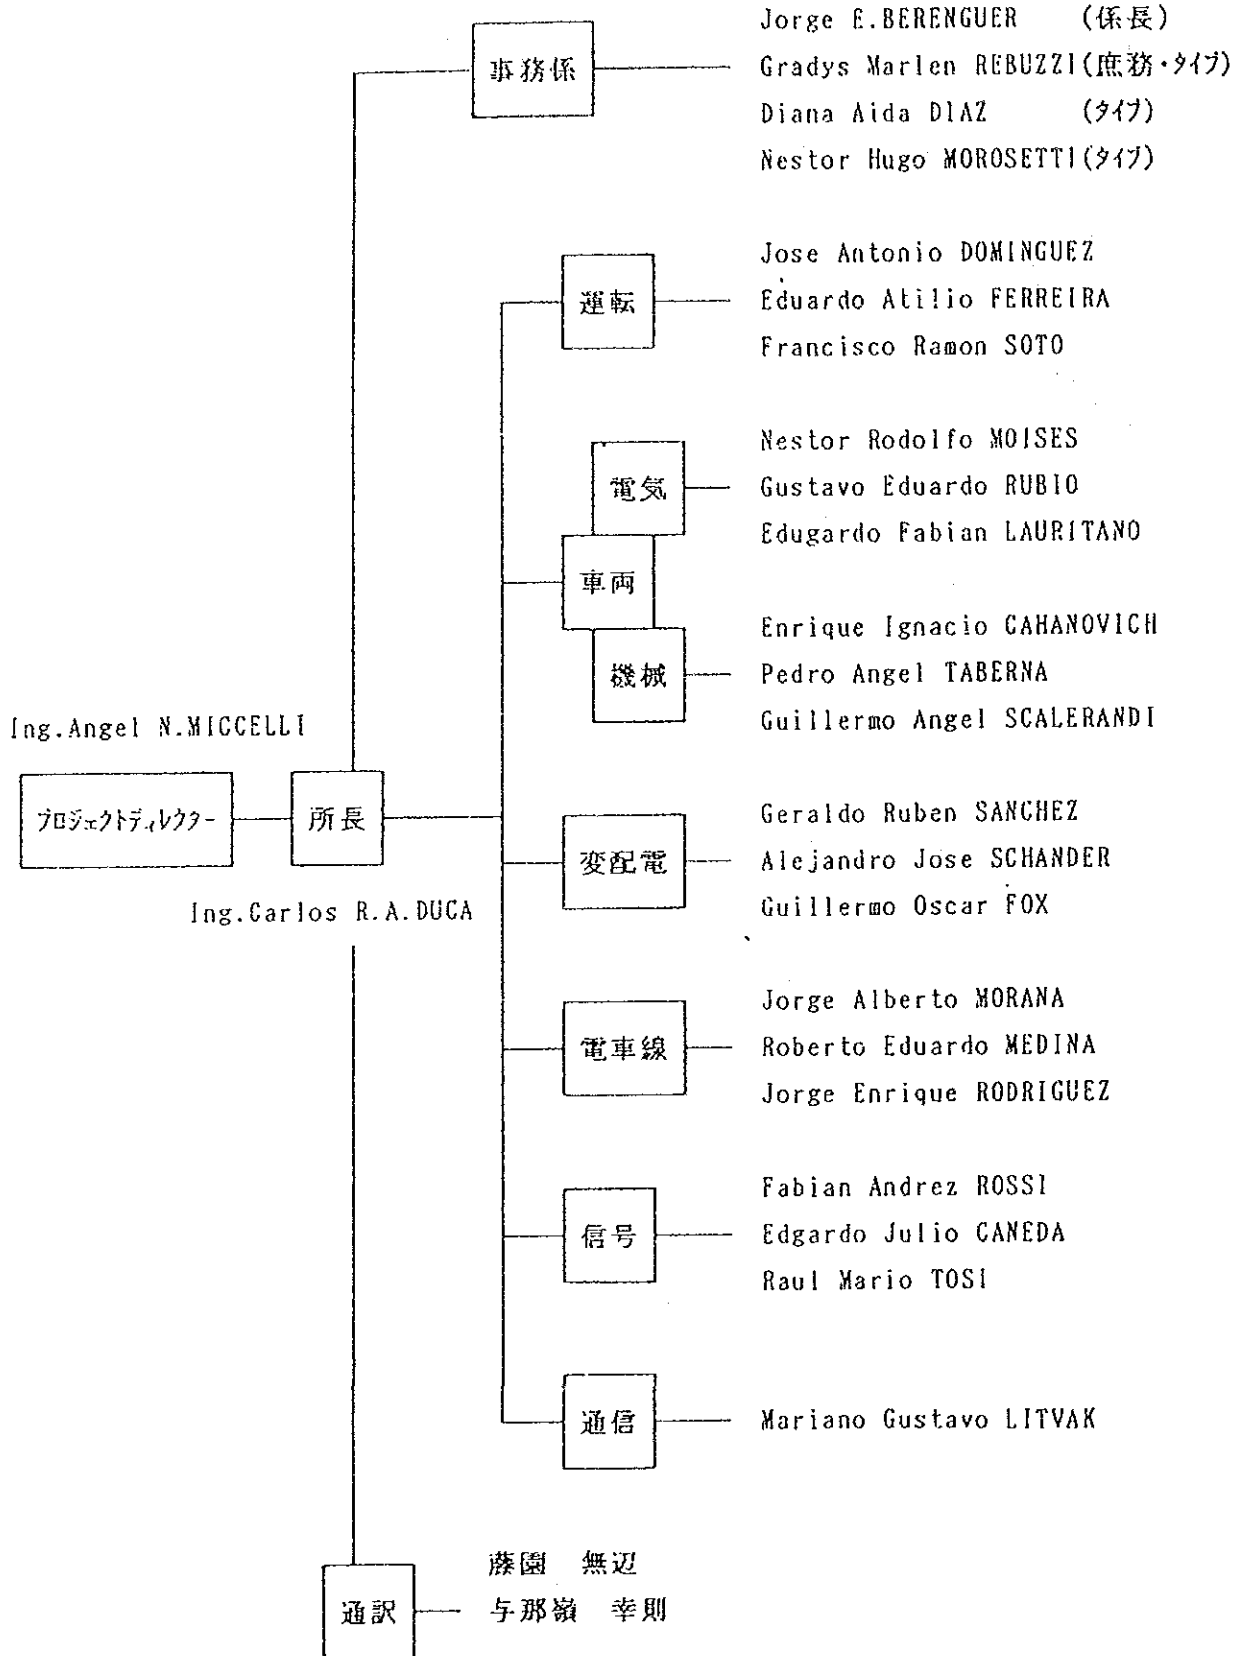 Jorge E.BERENGUER (係長)
事務係
Gradys Marlen REBUZZI(庶務・タイプ)
Diana Aida DIAZ (タイプ)
Nestor Hugo MOROSETTI(タイプ)
Jose Antonio DOMINGUEZ
運転
Eduardo Atilio FERREIRA
Francisco Ramon SOTO
Nestor Rodolfo MOISES
電気
Gustavo Eduardo RUBIO
Edugardo Fabian LAURITANO
車両
Enrique Ignacio CAHANOVICH
機械
Pedro Angel TABERNA
Guillermo Angel SCALERANDI
Ing.Angel N.MICCELLI
プロジェクトディレクター
所長
Ing.Carlos R.A.DUCA
Geraldo Ruben SANCHEZ
変配電
Alejandro Jose SCHANDER
Guillermo Oscar FOX
Jorge Alberto MORANA
電車線
Roberto Eduardo MEDINA
Jorge Enrique RODRIGUEZ
Fabian Andrez ROSSI
信号
Edgardo Julio CANEDA
Raul Mario TOSI
通信
Mariano Gustavo LITVAK
藤園 無辺
通訳
与那嶺 幸則